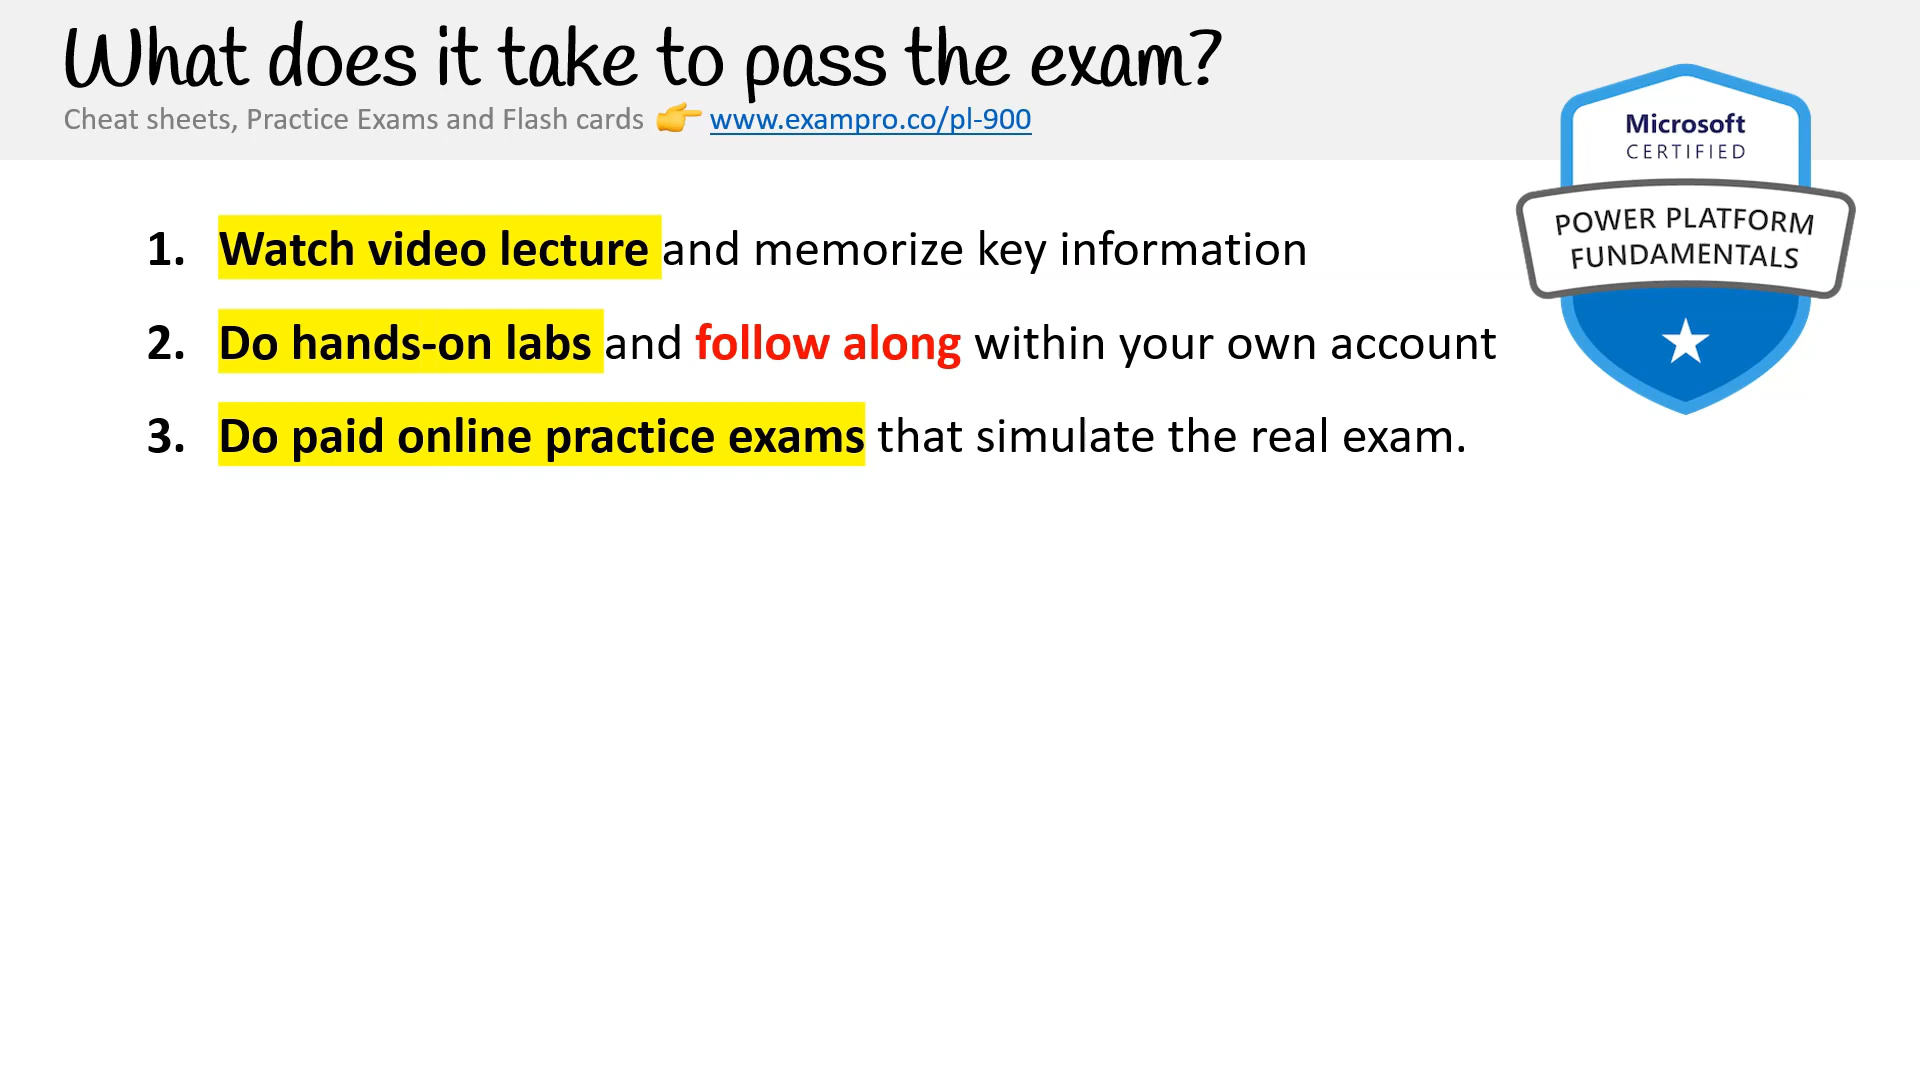 What does it take to pass the exam?
Cheat sheets, Practice Exams and Flash cards 👉 www.exampro.co/pl-900
Microsoft
CERTIFIED
POWER PLATFORM
FUNDAMENTALS
1. Watch video lecture and memorize key information
2. Do hands-on labs and follow along within your own account
3. Do paid online practice exams that simulate the real exam.